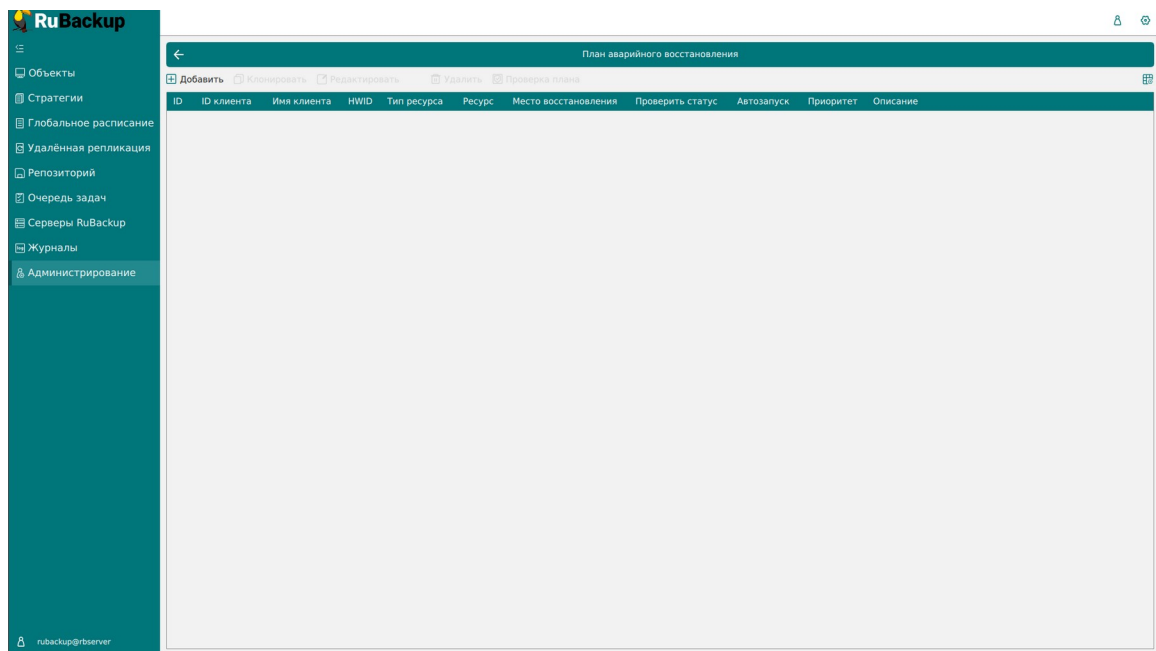 RuBackup
Объекты
Стратегии
Глобальное расписание
Удалённая репликация
Репозиторий
Очередь задач
Серверы RuBackup
Журналы
Администрирование
rubackup@rbserver
План аварийного восстановления
Добавить Клонировать Редактировать Удалить Проверка плана
ID ID клиента Имя клиента HWID Тип ресурса Ресурс Место восстановления Проверить статус Автозапуск Приоритет Описание